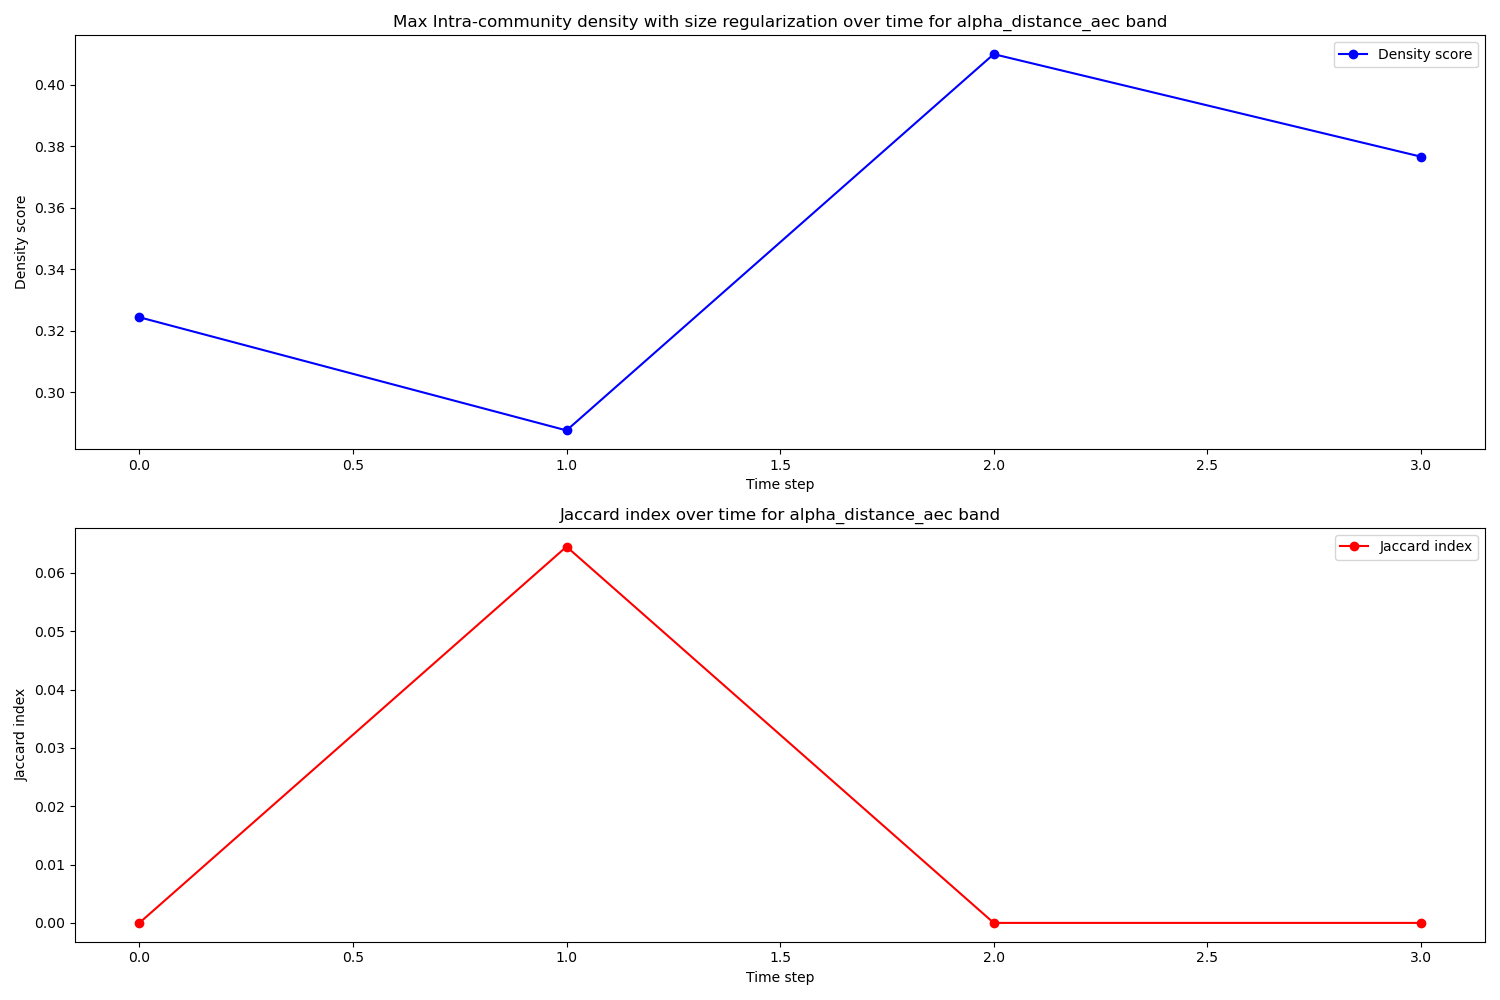 Max Intra-community density with size regularization over time for alpha_distance_aec band
Density score
0.40
0.38
0.36
0.34
0.32
0.30
Density score
0.0 0.5 1.0 1.5 2.0 2.5 3.0
Time step
Jaccard index over time for alpha_distance_aec band
Jaccard index
0.06
0.05
0.04
0.03
0.02
0.01
0.00
Jaccard index
0.0 0.5 1.0 1.5 2.0 2.5 3.0
Time step